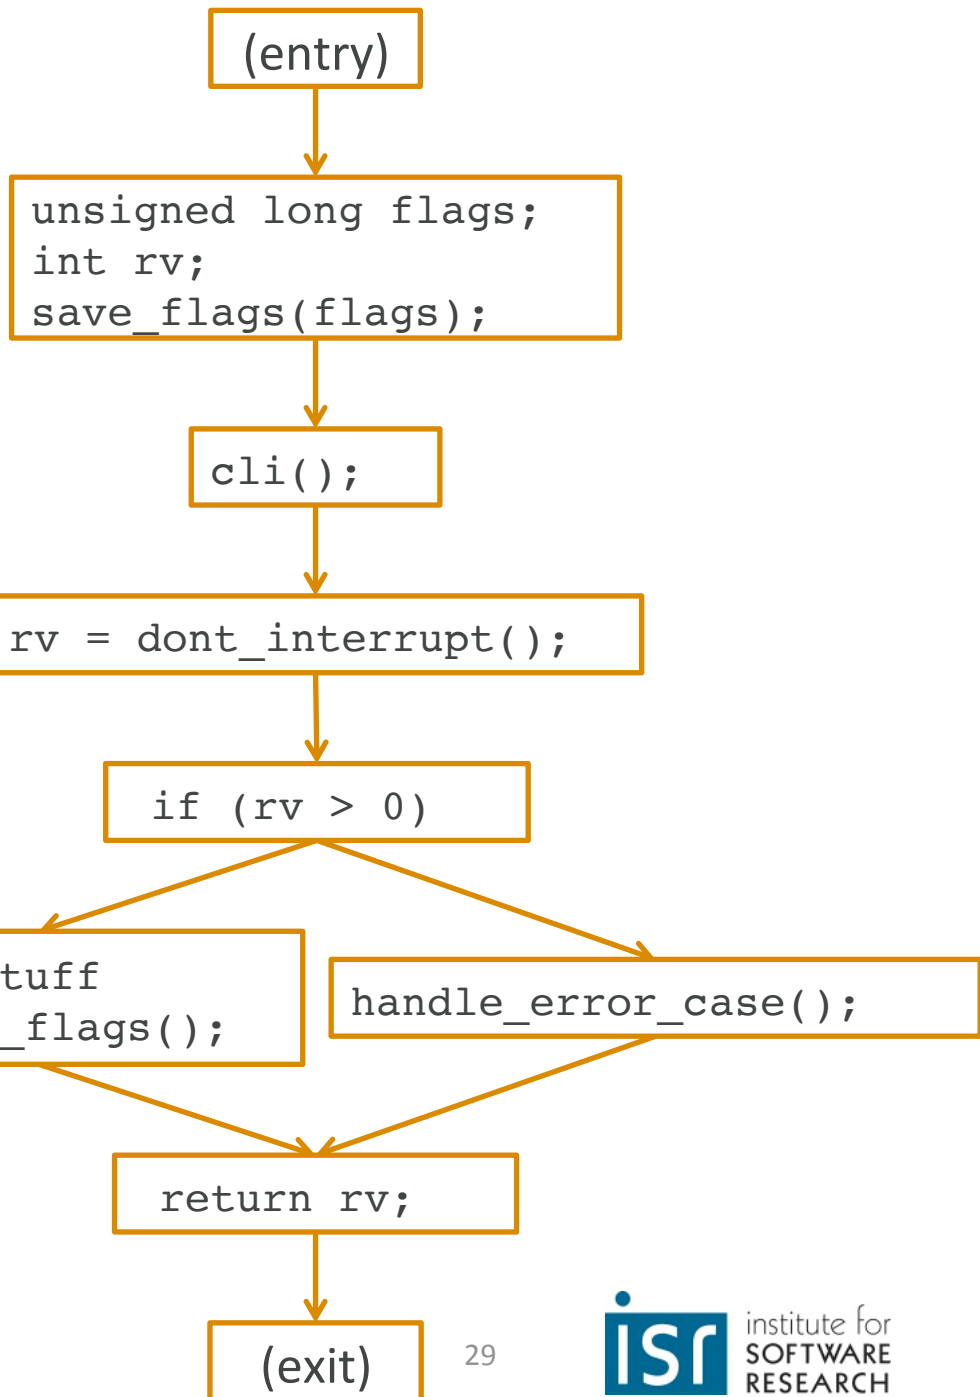 (entry)
unsigned long flags;
int rv;
save_flags(flags);
cli();
rv = dont_interrupt();
if (rv > 0)
tuff
_flags();
handle_error_case();
return rv;
(exit)
29
isr
institute for
SOFTWARE
RESEARCH